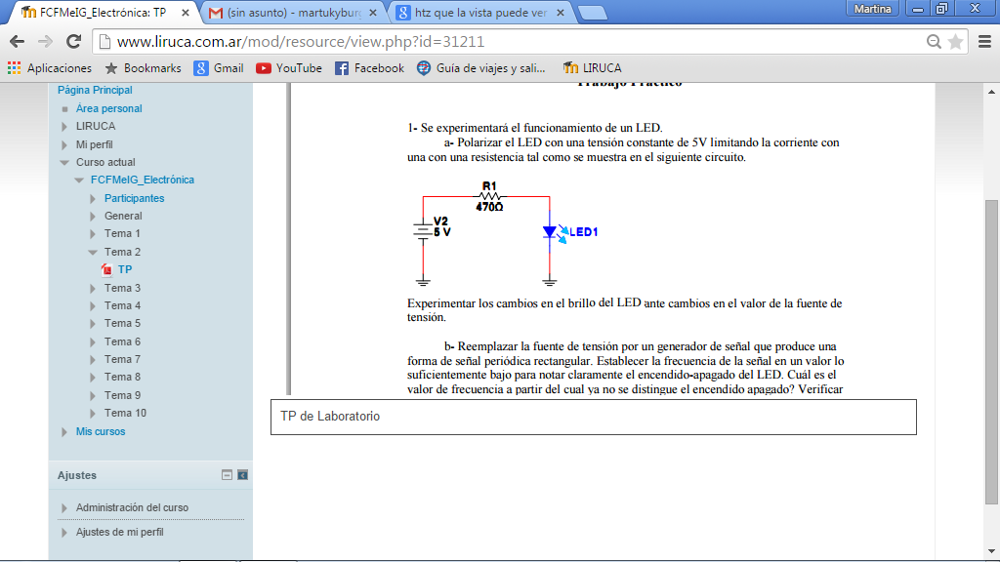 FCFMeIG_Electrónica: TP
(sin asunto) - martukyburg
htz que la vista puede ver
Martina
www.liruca.com.ar/mod/resource/view.php?id=31211
Aplicaciones
Bookmarks
Gmail
YouTube
Facebook
Guía de viajes y sali...
LIRUCA
Página Principal
Área personal
LIRUCA
Mi perfil
Curso actual
FCFMeIG_Electrónica
Participantes
General
Tema 1
Tema 2
TP
Tema 3
Tema 4
Tema 5
Tema 6
Tema 7
Tema 8
Tema 9
Tema 10
Mis cursos
Ajustes
Administración del curso
Ajustes de mi perfil
Trabajo Práctico
1- Se experimentará el funcionamiento de un LED.
a- Polarizar el LED con una tensión constante de 5V limitando la corriente con
una con una resistencia tal como se muestra en el siguiente circuito.
R1
470Ω
V2
5 V
LED1
Experimentar los cambios en el brillo del LED ante cambios en el valor de la fuente de
tensión.
b- Reemplazar la fuente de tensión por un generador de señal que produce una
forma de señal periódica rectangular. Establecer la frecuencia de la señal en un valor lo
suficientemente bajo para notar claramente el encendido-apagado del LED. Cuál es el
valor de frecuencia a partir del cual ya no se distingue el encendido apagado? Verificar
TP de Laboratorio